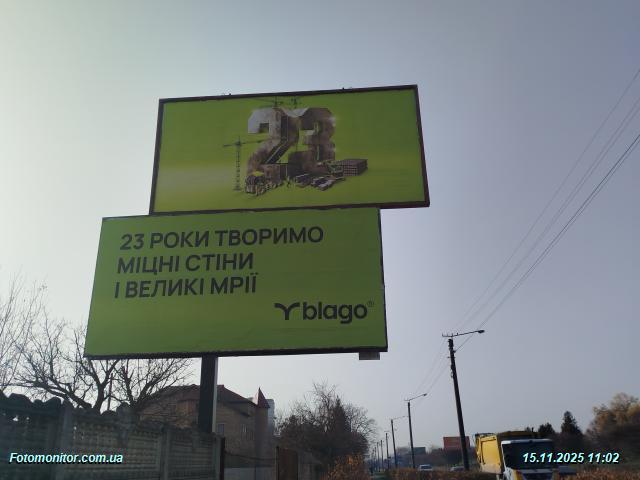 23
23 РОКИ ТВОРИМО
МІЦНІ СТІНИ
І ВЕЛИКІ МРІЇ
blago®
Fotomonitor.com.ua
15.11.2025 11:02